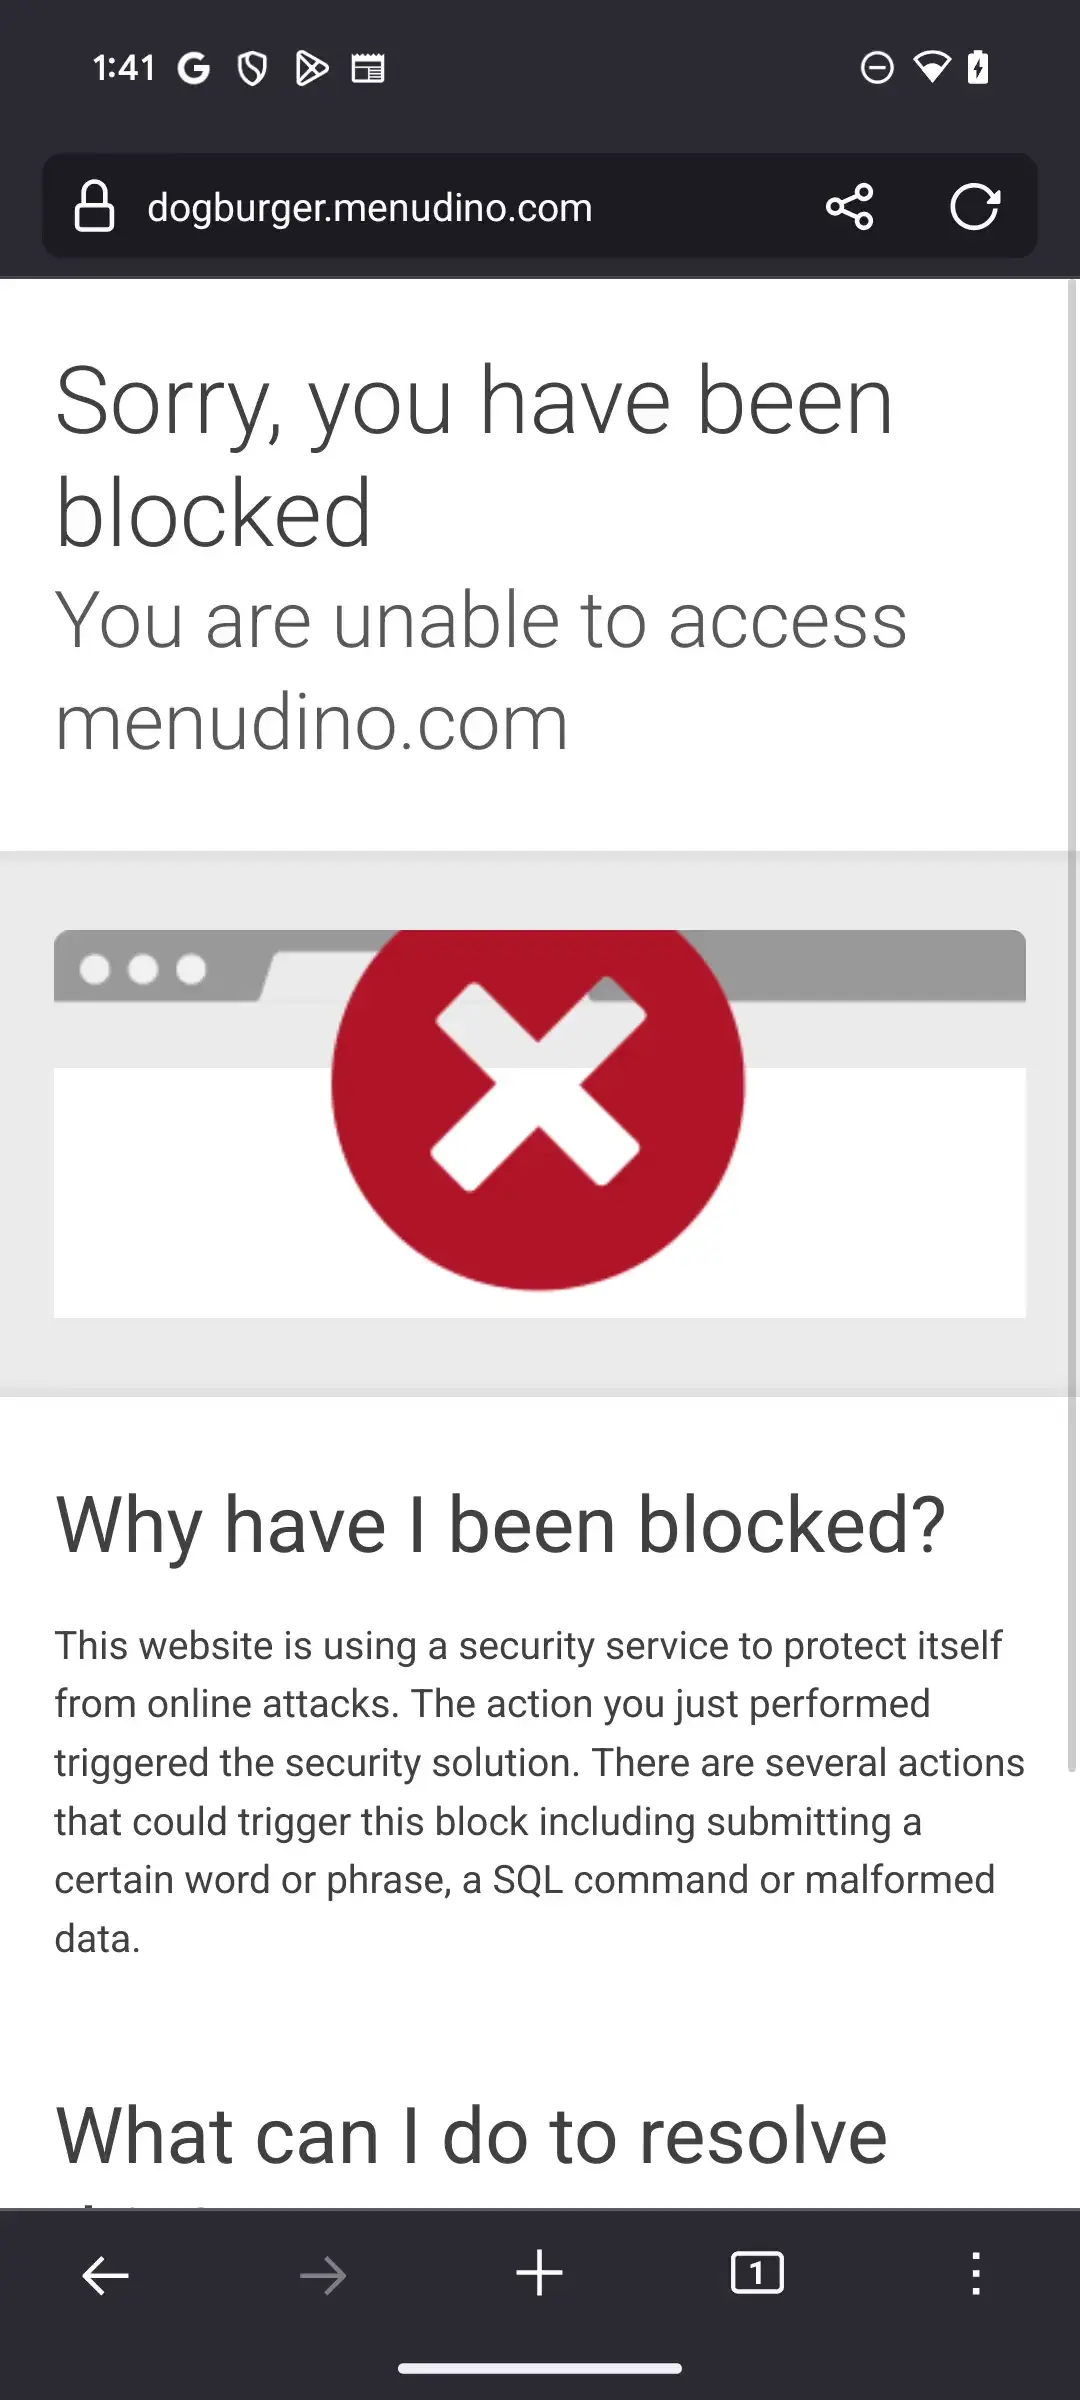 1:41
dogburger.menudino.com
Sorry, you have been
blocked
You are unable to access
menudino.com
Why have I been blocked?
This website is using a security service to protect itself
from online attacks. The action you just performed
triggered the security solution. There are several actions
that could trigger this block including submitting a
certain word or phrase, a SQL command or malformed
data.
What can I do to resolve
1